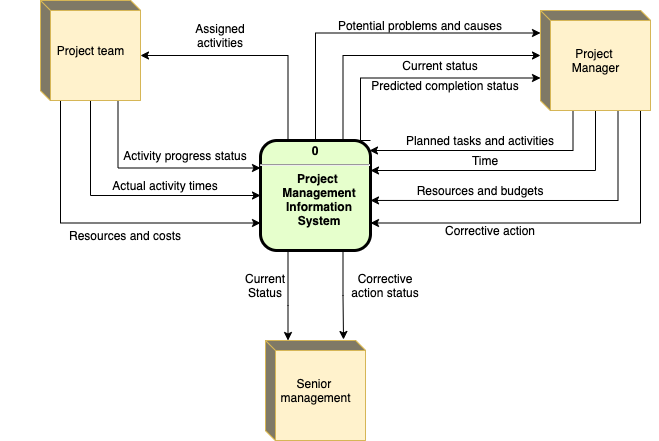 Assigned
activities
Potential problems and causes
Project team
Project
Manager
Current status
Predicted completion status
Planned tasks and activities
0
Activity progress status
Time
Project
Management
Information
System
Actual activity times
Resources and budgets
Resources and costs
Corrective action
Current
Status
Corrective
action status
Senior
management